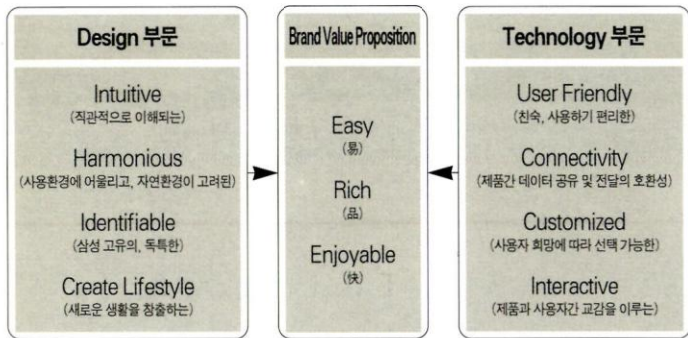 Design 부문
Intuitive
(직관적으로 이해되는)
Harmonious
(사용환경에 어울리고, 자연환경이 고려된)
Identifiable
(삼성 고유의, 독특한)
Create Lifestyle
(새로운 생활을 창출하는)
Brand Value Proposition
Easy
(易)
Rich
(品)
Enjoyable
(快)
Technology 부문
User Friendly
(친숙, 사용하기 편리한)
Connectivity
(제품간 데이터 공유 및 전달의 호환성)
Customized
(사용자 희망에 따라 선택 가능한)
Interactive
(제품과 사용자간 교감을 이루는)